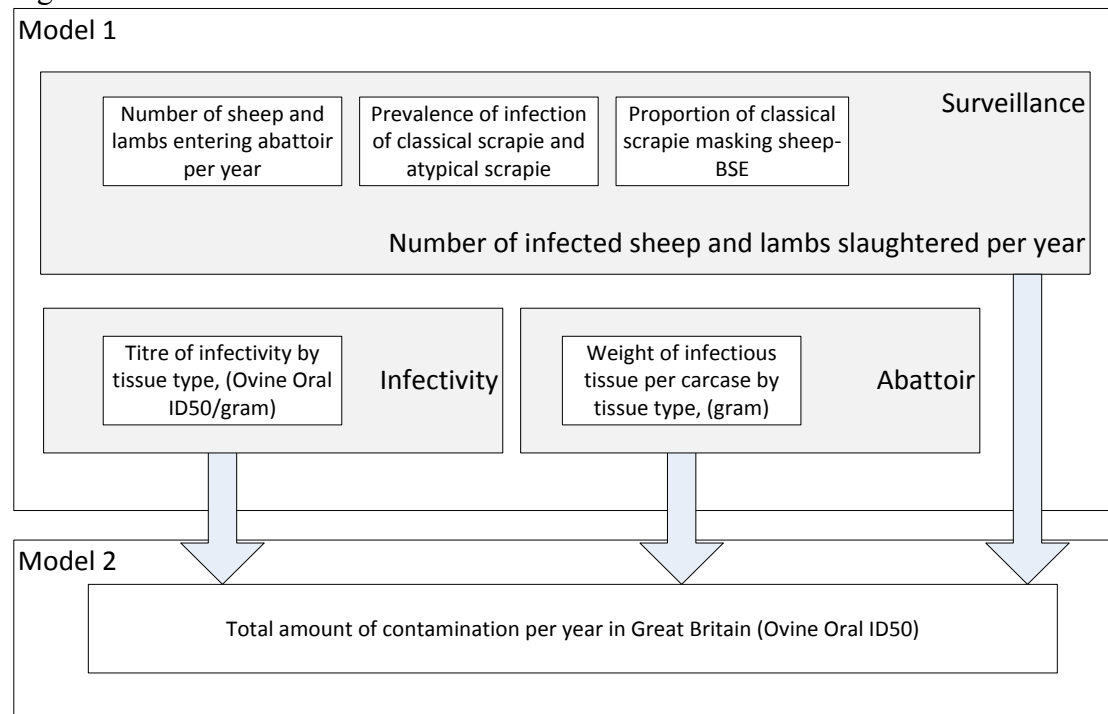 Model 1
Surveillance
Number of sheep and
lambs entering abattoir
per year
Prevalence of infection
of classical scrapie and
atypical scrapie
Proportion of classical
scrapie masking sheep-
BSE
Number of infected sheep and lambs slaughtered per year
Titre of infectivity by
tissue type, (Ovine Oral
ID50/gram)
Infectivity
Weight of infectious
tissue per carcase by
tissue type, (gram)
Abattoir
Model 2
Total amount of contamination per year in Great Britain (Ovine Oral ID50)